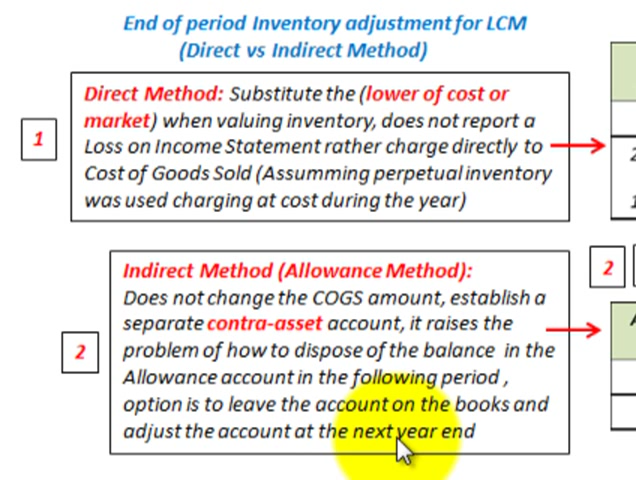 End of period Inventory adjustment for LCM
(Direct vs Indirect Method)
1
Direct Method: Substitute the (lower of cost or
market) when valuing inventory, does not report a
Loss on Income Statement rather charge directly to
Cost of Goods Sold (Assumming perpetual inventory
was used charging at cost during the year)
2
Indirect Method (Allowance Method):
Does not change the COGS amount, establish a
separate contra-asset account, it raises the
problem of how to dispose of the balance in the
Allowance account in the following period ,
option is to leave the account on the books and
adjust the account at the next year end
2